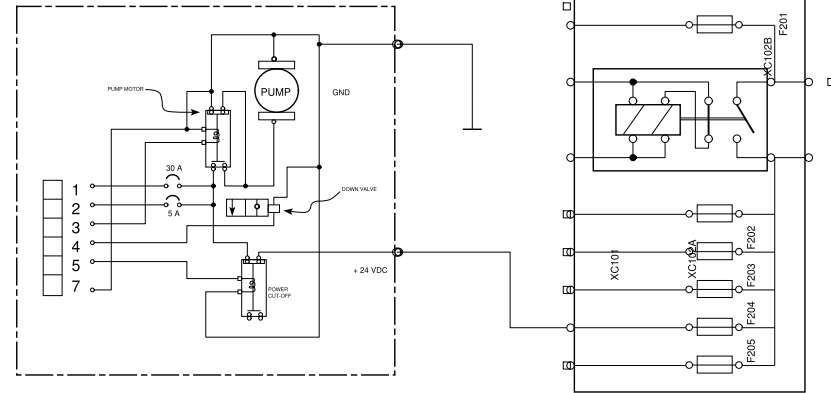 F201
XC102B
PUMP MOTOR
PUMP
GND
30 A
1
2
5 A
3
4
5
7
DOWN VALVE
+ 24 VDC
POWER
CUT-OFF
XC101
XC102A
F202
F203
F204
F205